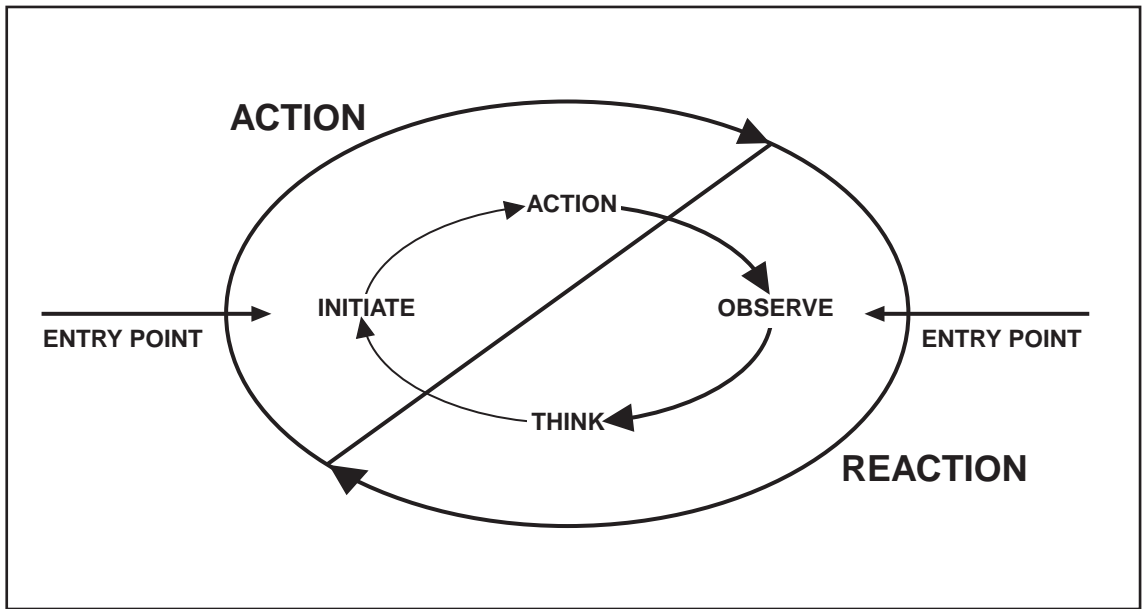 ACTION
ACTION
INITIATE
OBSERVE
ENTRY POINT
ENTRY POINT
THINK
REACTION